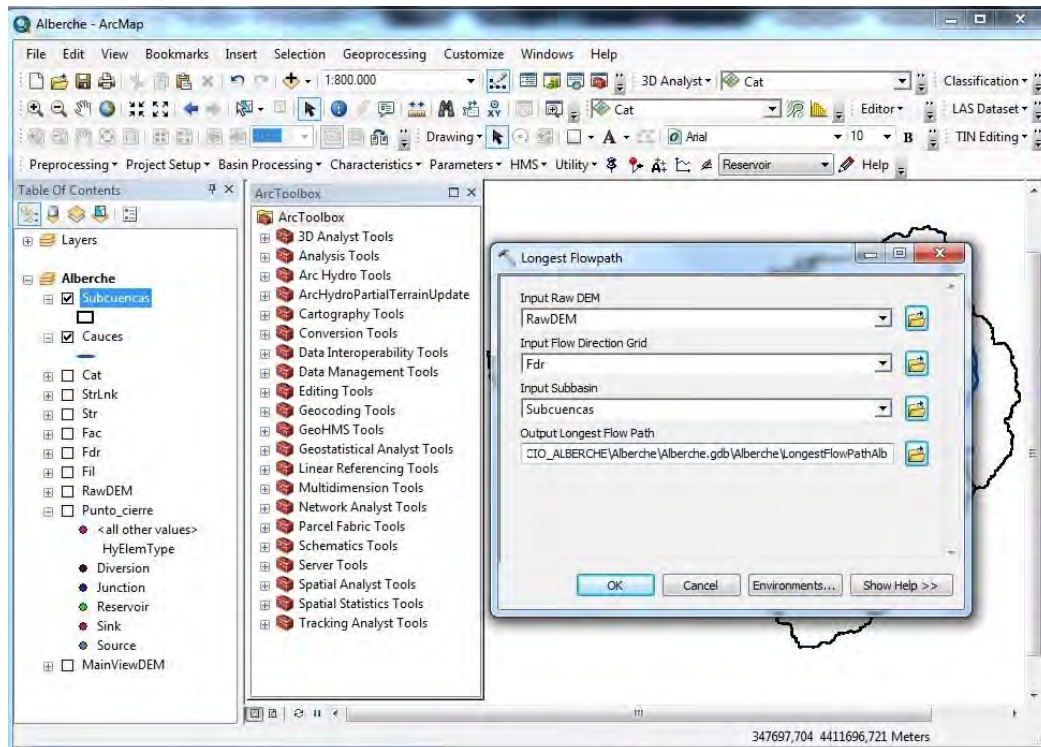 Alberche - ArcMap
File Edit View Bookmarks Insert Selection Geoprocessing Customize Windows Help
1:800.000 3D Analyst Cat Classification
Cat Editor LAS Dataset
Drawing A Arial 10 B TIN Editing
Preprocessing Project Setup Basin Processing Characteristics Parameters HMS Utility Reservoir Help
Table Of Contents
Layers
Alberche
Subcuencas
Cauces
Cat
StrLnk
Str
Fac
Fdr
Fil
RawDEM
Punto_cierre
<all other values>
HyElemType
Diversion
Junction
Reservoir
Sink
Source
MainViewDEM
ArcToolbox
ArcToolbox
3D Analyst Tools
Analysis Tools
Arc Hydro Tools
ArcHydroPartialTerrainUpdate
Cartography Tools
Conversion Tools
Data Interoperability Tools
Data Management Tools
Editing Tools
Geocoding Tools
GeoHMS Tools
Geostatistical Analyst Tools
Linear Referencing Tools
Multidimension Tools
Network Analyst Tools
Parcel Fabric Tools
Schematics Tools
Server Tools
Spatial Analyst Tools
Spatial Statistics Tools
Tracking Analyst Tools
Longest Flowpath
Input Raw DEM
RawDEM
Input Flow Direction Grid
Fdr
Input Subbasin
Subcuencas
Output Longest Flow Path
CIO_ALBERCHE\Alberche\Alberche.gdb\Alberche\LongestFlowPathAlb
OK Cancel Environments... Show Help >>
347697,704 4411696,721 Meters